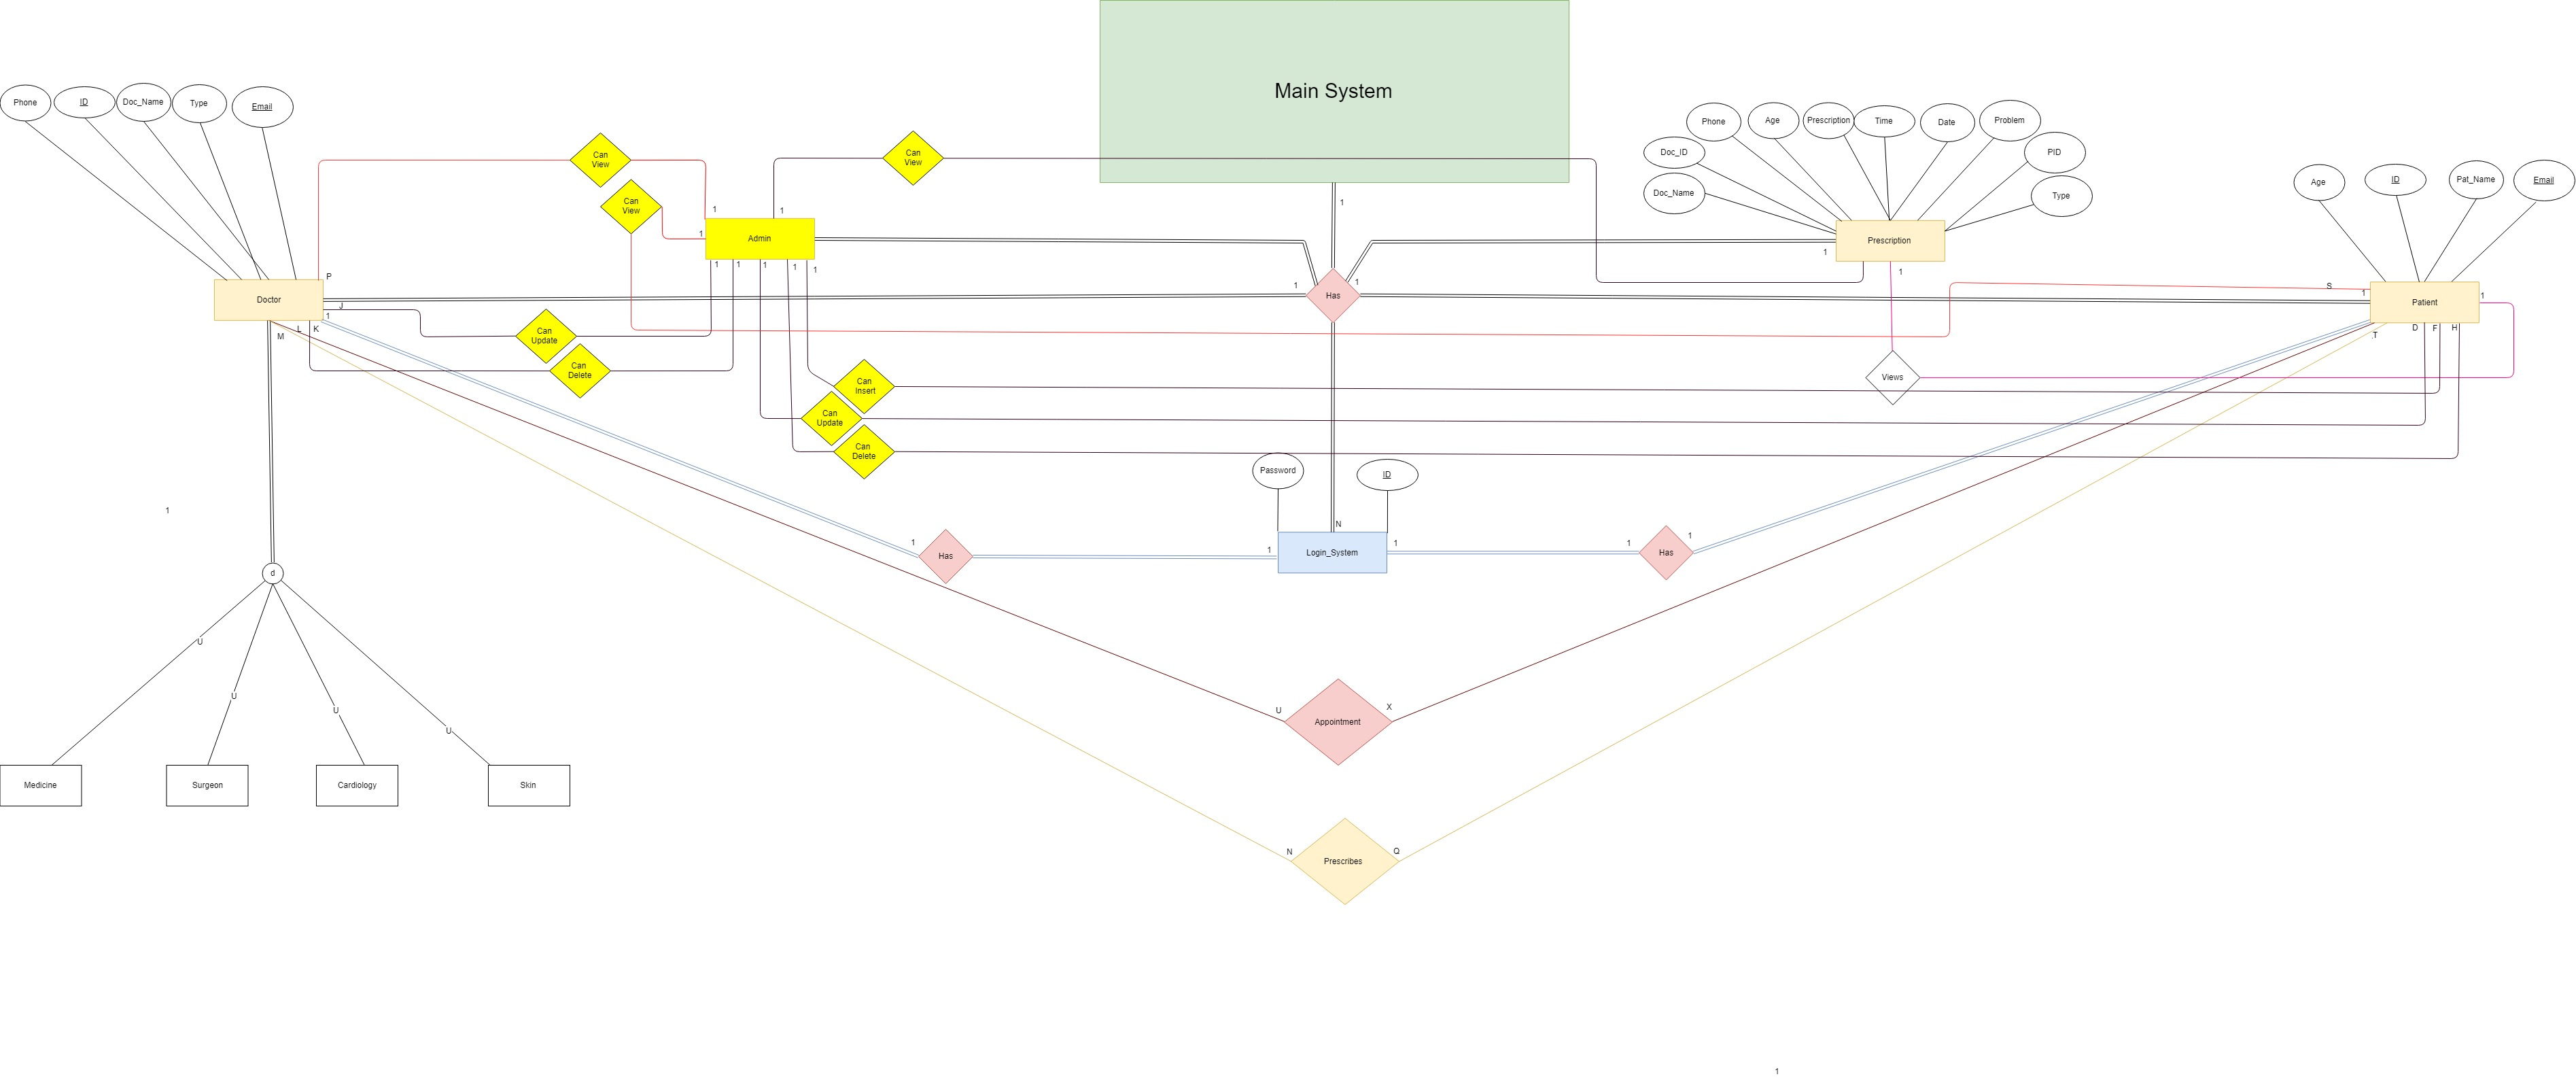 Main System
Phone
ID
Doc_Name
Type
Email
Can
View
Can
View
Can
View
Phone
Age
Prescription
Time
Date
Problem
Doc_ID
PID
Doc_Name
Type
Age
ID
Pat_Name
Email
1
1
1
1
Admin
Prescription
1
1
1
1
1
1
1
1
P
Doctor
J
1
1
1
Has
S
1
Patient
1
L
K
M
Can
Update
Can
Delete
D
F
H
T
Can
Insert
Can
Update
Can
Delete
Views
Password
ID
1
N
1
Has
1
Login_System
1
1
Has
1
d
U
U
U
U
U
Appointment
X
Medicine
Surgeon
Cardiology
Skin
N
Prescribes
Q
1